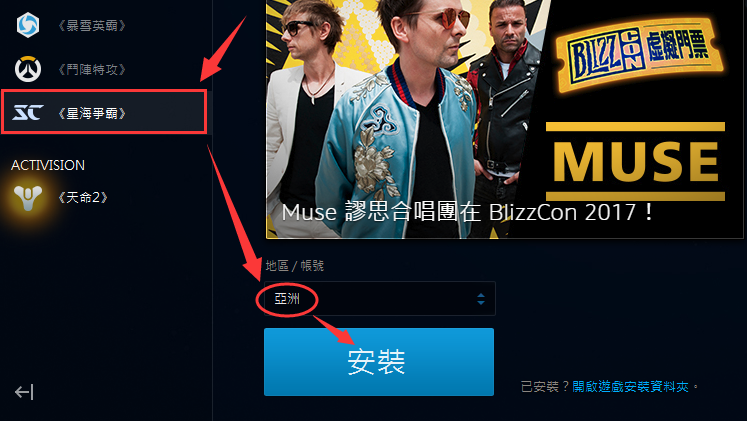 《暴雪英霸》
《鬥陣特攻》
SC 《星海爭霸》
ACTIVISION
《天命2》
BLIZZCON 虛擬門票
MUSE
Muse 謬思合唱團在 BlizzCon 2017！
地區 / 帳號
亞洲
安裝
已安裝？開啟遊戲安裝資料夾。